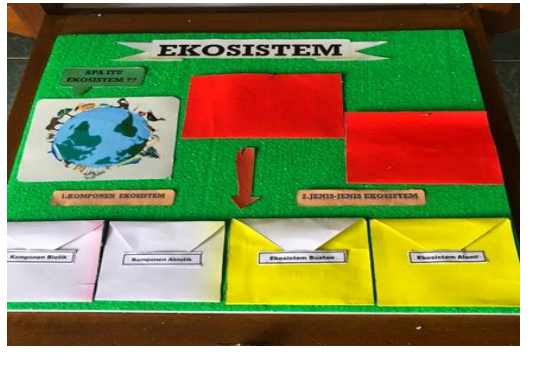 EKOSISTEM
APA ITU
EKOSISTEM ??
1.KOMPONEN EKOSISTEM
2.JENIS-JENIS EKOSISTEM
Komponen Biotik
Komponen Abiotik
Ekosistem Buatan
Ekosistem Alami